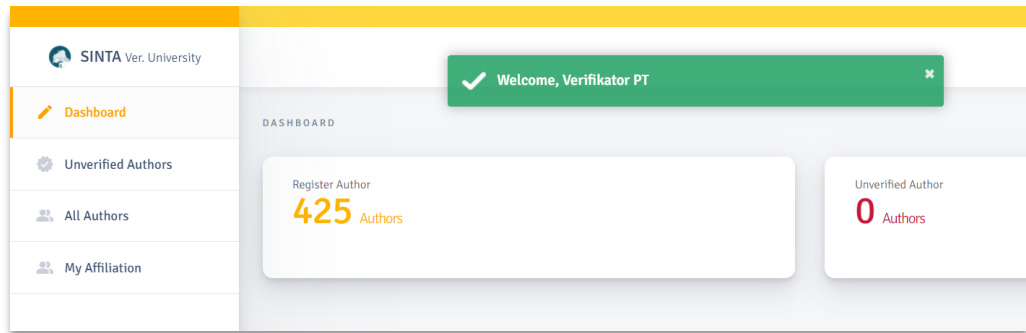 SINTA Ver. University
Welcome, Verifikator PT
Dashboard
DASHBOARD
Unverified Authors
Register Author
425 Authors
Unverified Author
0 Authors
All Authors
My Affiliation